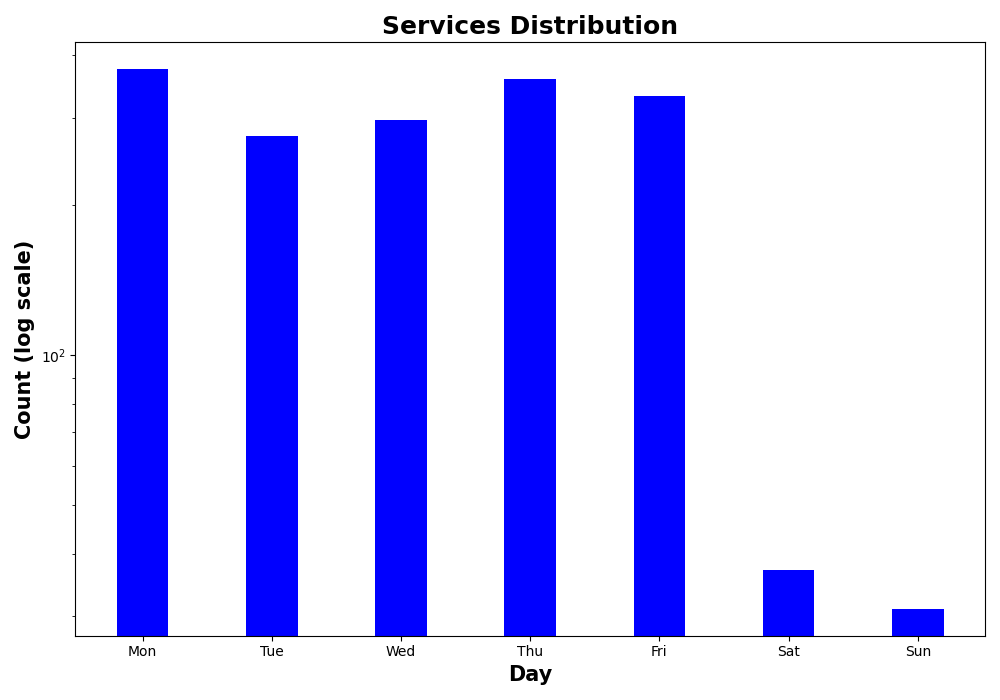 Services Distribution
Count (log scale)
10²
Mon Tue Wed Thu Fri Sat Sun
Day